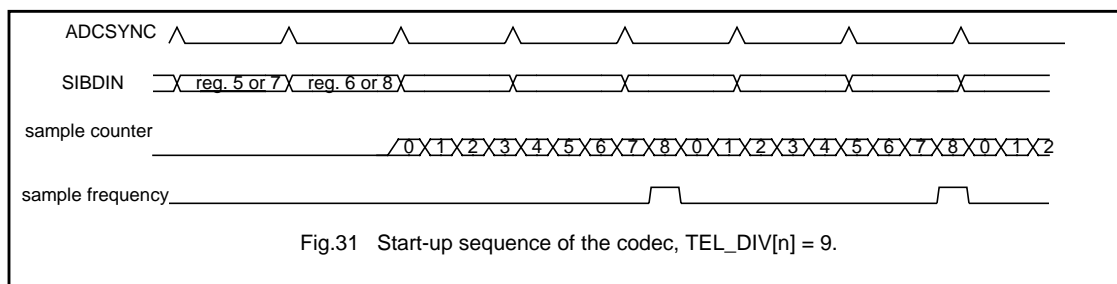 ADCSYNC
SIBDIN
reg. 5 or 7 reg. 6 or 8
sample counter
0 1 2 3 4 5 6 7 8 0 1 2 3 4 5 6 7 8 0 1 2
sample frequency
Fig.31 Start-up sequence of the codec, TEL_DIV[n] = 9.